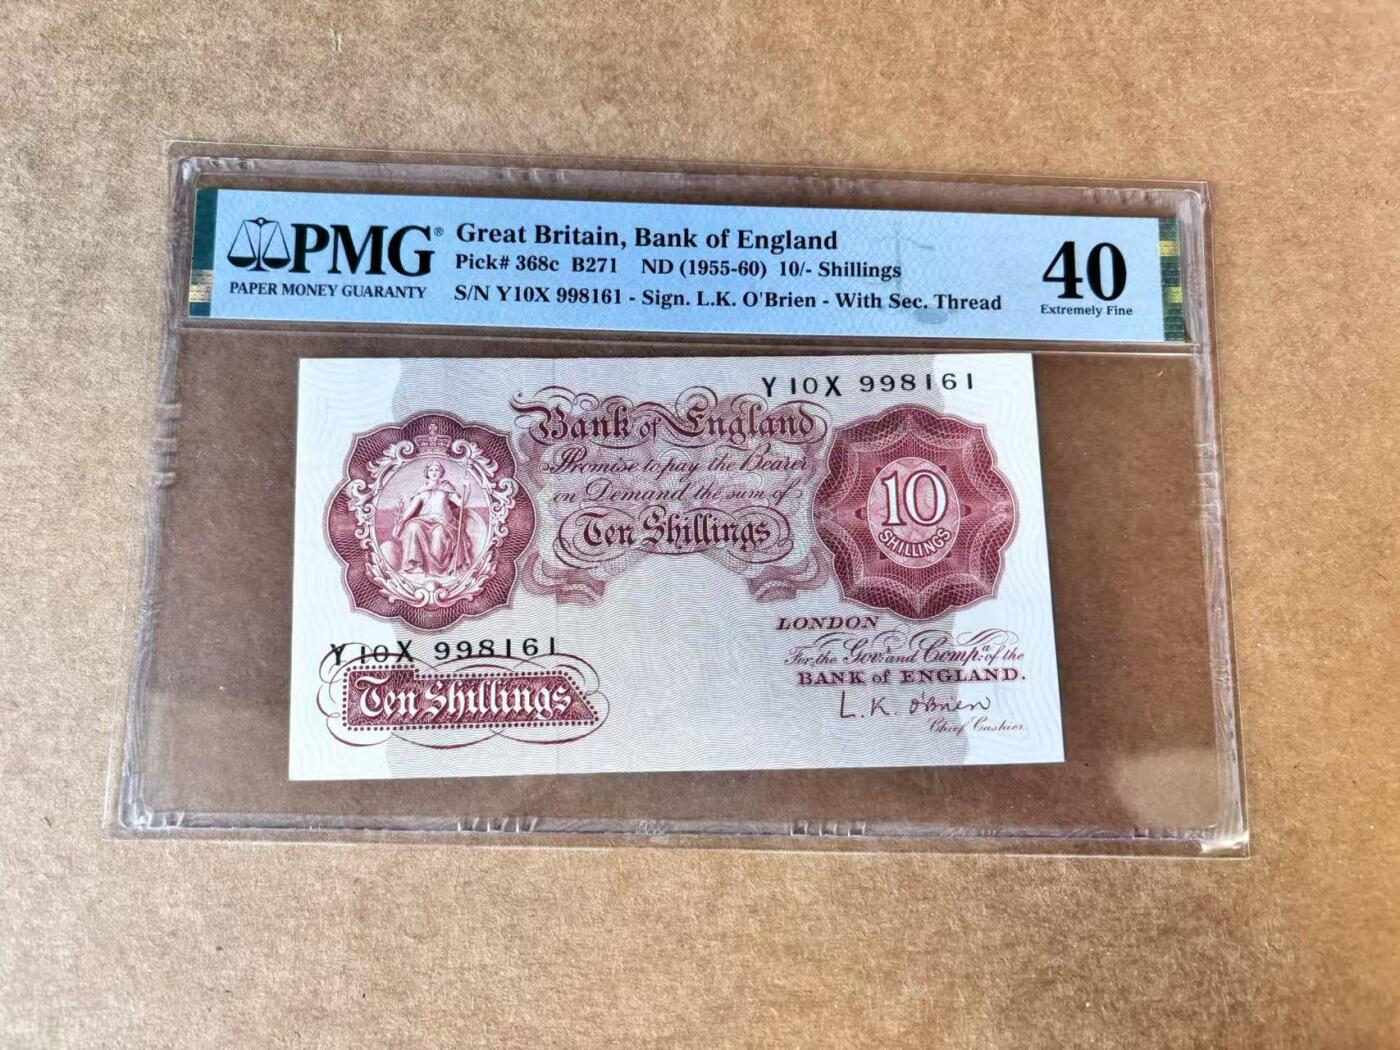 PMG®
PAPER MONEY GUARANTY
Great Britain, Bank of England
Pick# 368c B271 ND (1955-60) 10/- Shillings
S/N Y10X 998161 - Sign. L.K. O'Brien - With Sec. Thread
40
Extremely Fine
Y10X 998161
Bank of England
Promise to pay the Bearer
on Demand the sum of
Ten Shillings
10
SHILLINGS
LONDON
For the Govr. and Compa. of the
BANK of ENGLAND.
L.K. O'Brien
Chief Cashier.
Y10X 998161
Ten Shillings